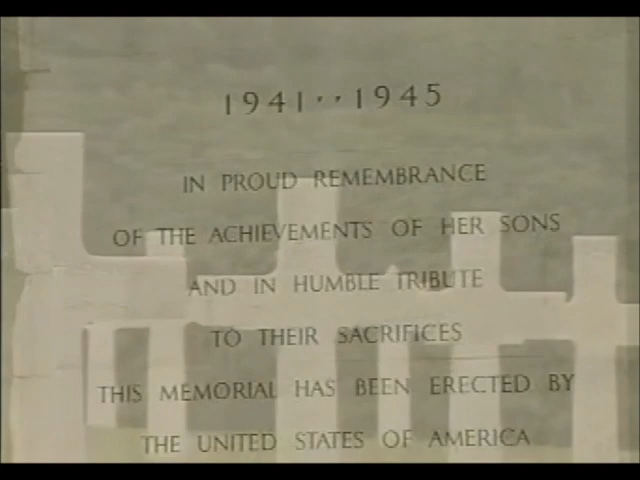 1941··1945
IN PROUD REMEMBRANCE
OF THE ACHIEVEMENTS OF HER SONS
AND IN HUMBLE TRIBUTE
TO THEIR SACRIFICES
THIS MEMORIAL HAS BEEN ERECTED BY
THE UNITED STATES OF AMERICA